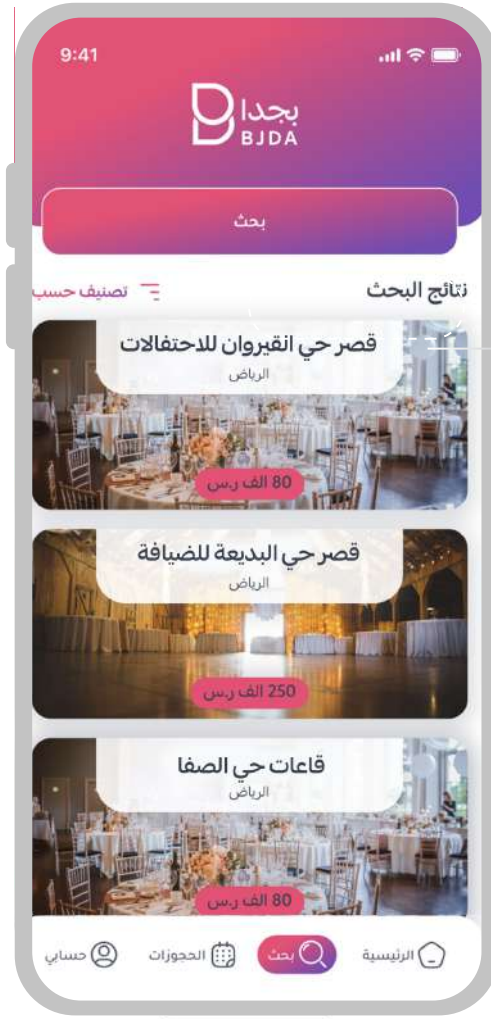 9:41
بجدا
BJDA
بحث
نتائج البحث
تصنيف حسب
قصر حي انقيروان للاحتفالات
الرياض
80 الف ر.س
قصر حي البديعة للضيافة
الرياض
250 الف ر.س
قاعات حي الصفا
الرياض
80 الف ر.س
الرئيسية
بحث
الحجوزات
حسابي